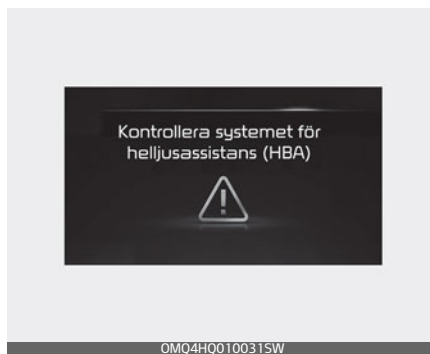 Kontrollera systemet för
helljusassistans (HBA)
OMQ4HQ010031SW